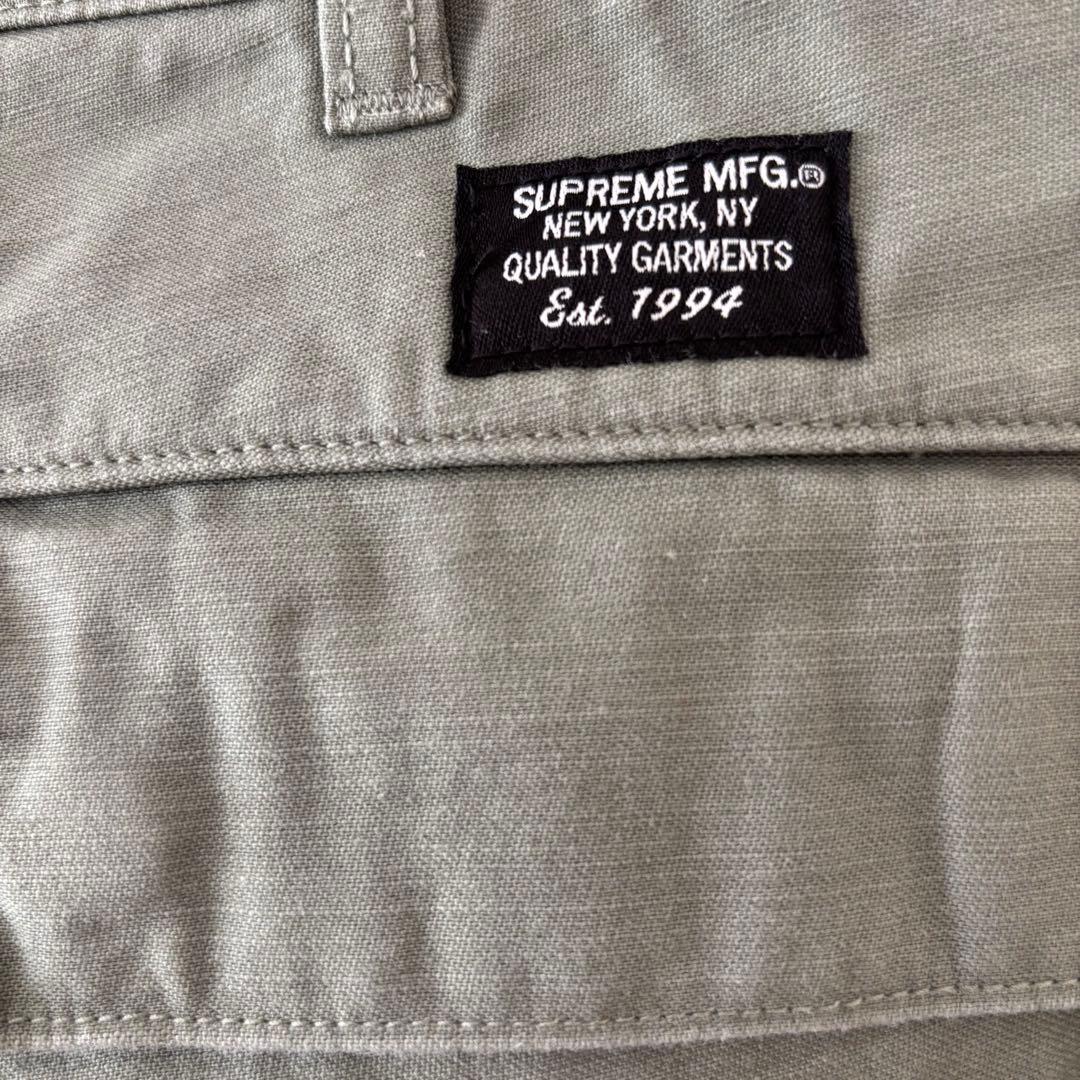 SUPREME MFG.®
NEW YORK, NY
QUALITY GARMENTS
Est. 1994